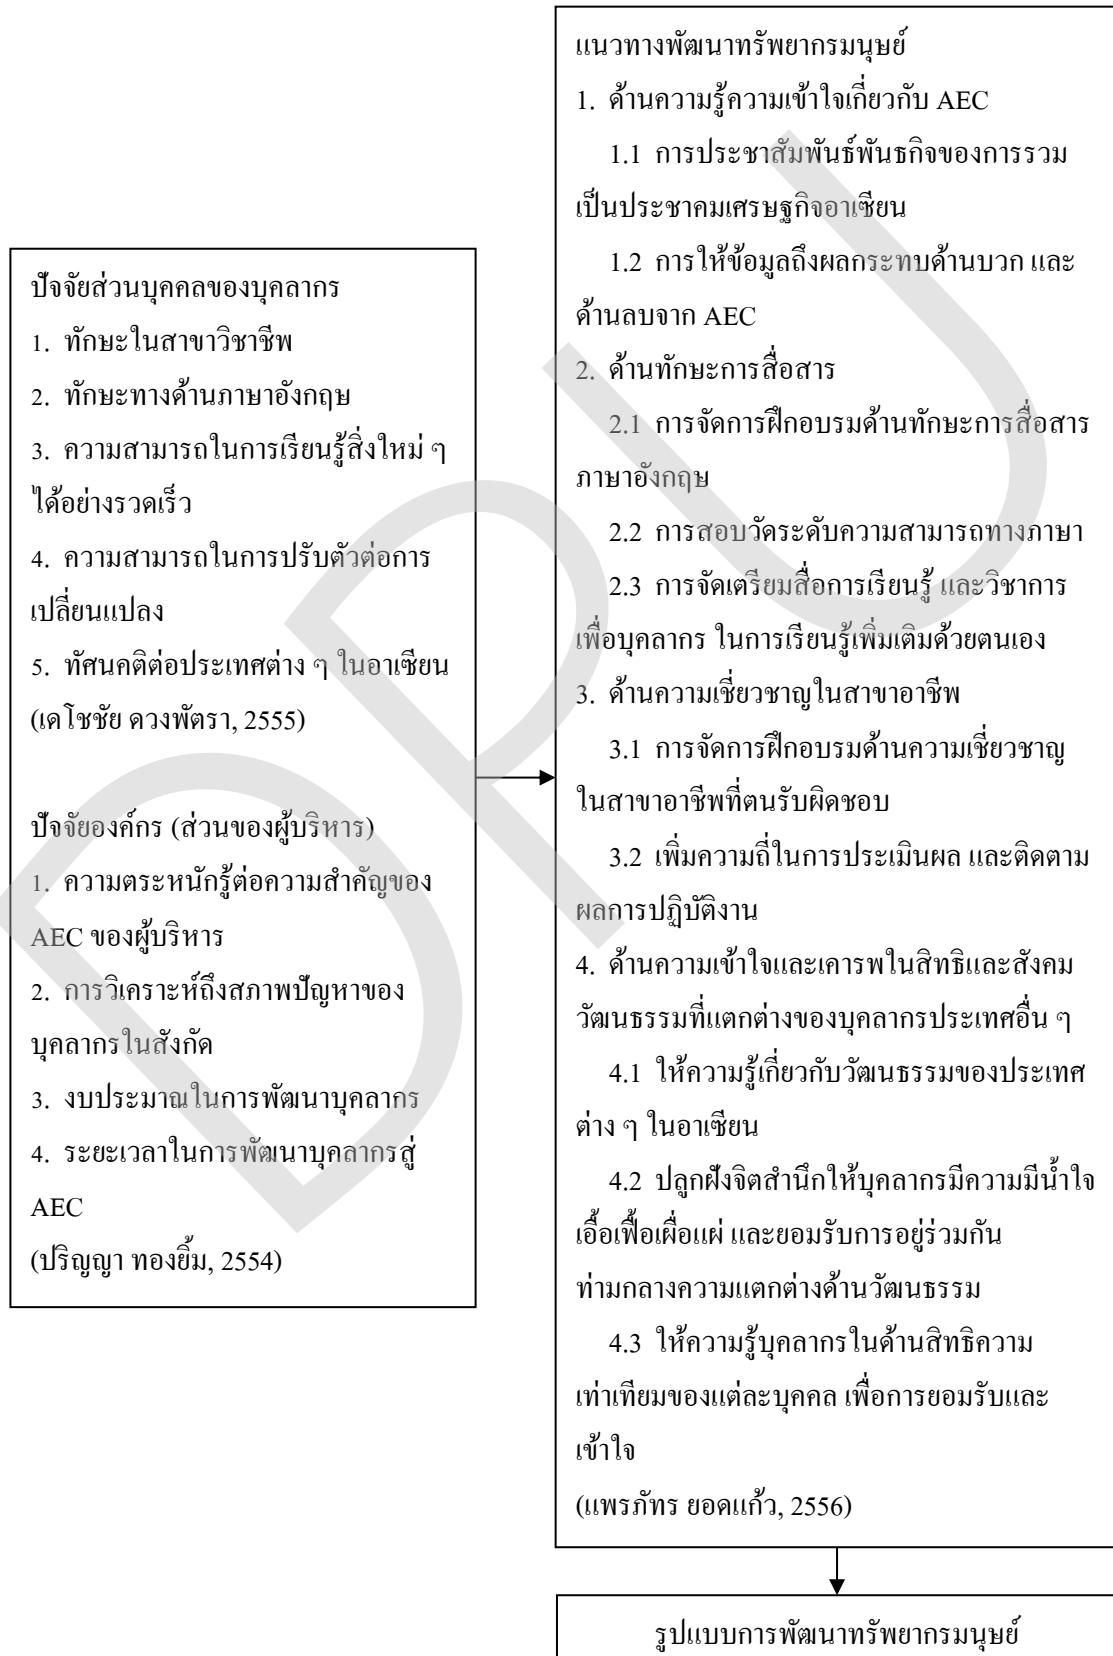 ปัจจัยส่วนบุคคลของบุคลากร
1. ทักษะในสาขาวิชาชีพ
2. ทักษะทางด้านภาษาอังกฤษ
3. ความสามารถในการเรียนรู้สิ่งใหม่ ๆ
ได้อย่างรวดเร็ว
4. ความสามารถในการปรับตัวต่อการ
เปลี่ยนแปลง
5. ทัศนคติต่อประเทศต่าง ๆ ในอาเซียน
(เดโชชัย ดวงพัตรา, 2555)
ปัจจัยองค์กร (ส่วนของผู้บริหาร)
1. ความตระหนักรู้ต่อความสำคัญของ
AEC ของผู้บริหาร
2. การวิเคราะห์ถึงสภาพปัญหาของ
บุคลากรในสังกัด
3. งบประมาณในการพัฒนาบุคลากร
4. ระยะเวลาในการพัฒนาบุคลากรสู่
AEC
(ปริญญา ทองยิ้ม, 2554)
แนวทางพัฒนาทรัพยากรมนุษย์
1. ด้านความรู้ความเข้าใจเกี่ยวกับ AEC
1.1 การประชาสัมพันธ์พันธกิจของการรวม
เป็นประชาคมเศรษฐกิจอาเซียน
1.2 การให้ข้อมูลถึงผลกระทบด้านบวก และ
ด้านลบจาก AEC
2. ด้านทักษะการสื่อสาร
2.1 การจัดการฝึกอบรมด้านทักษะการสื่อสาร
ภาษาอังกฤษ
2.2 การสอบวัดระดับความสามารถทางภาษา
2.3 การจัดเตรียมสื่อการเรียนรู้ และวิชาการ
เพื่อบุคลากร ในการเรียนรู้เพิ่มเติมด้วยตนเอง
3. ด้านความเชี่ยวชาญในสาขาอาชีพ
3.1 การจัดการฝึกอบรมด้านความเชี่ยวชาญ
ในสาขาอาชีพที่ตนรับผิดชอบ
3.2 เพิ่มความถี่ในการประเมินผล และติดตาม
ผลการปฏิบัติงาน
4. ด้านความเข้าใจและเคารพในสิทธิและสังคม
วัฒนธรรมที่แตกต่างของบุคลากรประเทศอื่น ๆ
4.1 ให้ความรู้เกี่ยวกับวัฒนธรรมของประเทศ
ต่าง ๆ ในอาเซียน
4.2 ปลูกฝังจิตสำนึกให้บุคลากรมีความมีน้ำใจ
เอื้อเฟื้อเผื่อแผ่ และยอมรับการอยู่ร่วมกัน
ท่ามกลางความแตกต่างด้านวัฒนธรรม
4.3 ให้ความรู้บุคลากรในด้านสิทธิความ
เท่าเทียมของแต่ละบุคคล เพื่อการยอมรับและ
เข้าใจ
(แพรภัทร ยอดแก้ว, 2556)
รูปแบบการพัฒนาทรัพยากรมนุษย์
DPU